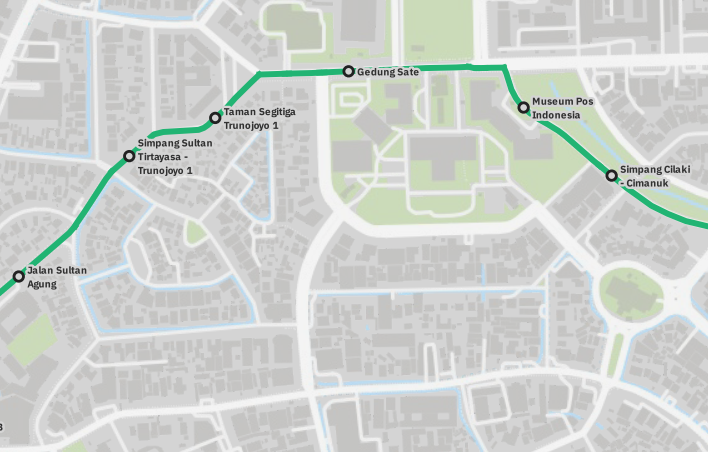 Gedung Sate
Museum Pos
Indonesia
Taman Segitiga
Trunojoyo 1
Simpang Sultan
Tirtayasa -
Trunojoyo 1
Simpang Cilaki
- Cimanuk
Jalan Sultan
Agung